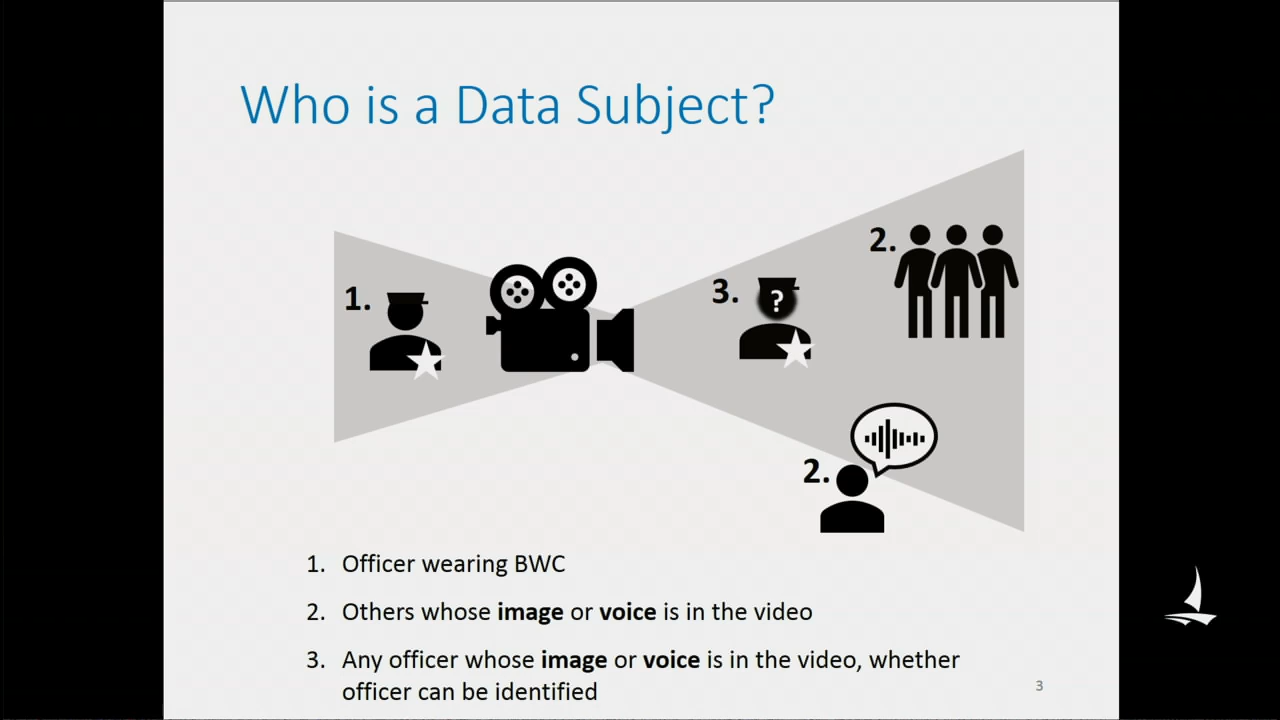 Who is a Data Subject?
1.
3.
?
2.
2.
1. Officer wearing BWC
2. Others whose image or voice is in the video
3. Any officer whose image or voice is in the video, whether
officer can be identified
3